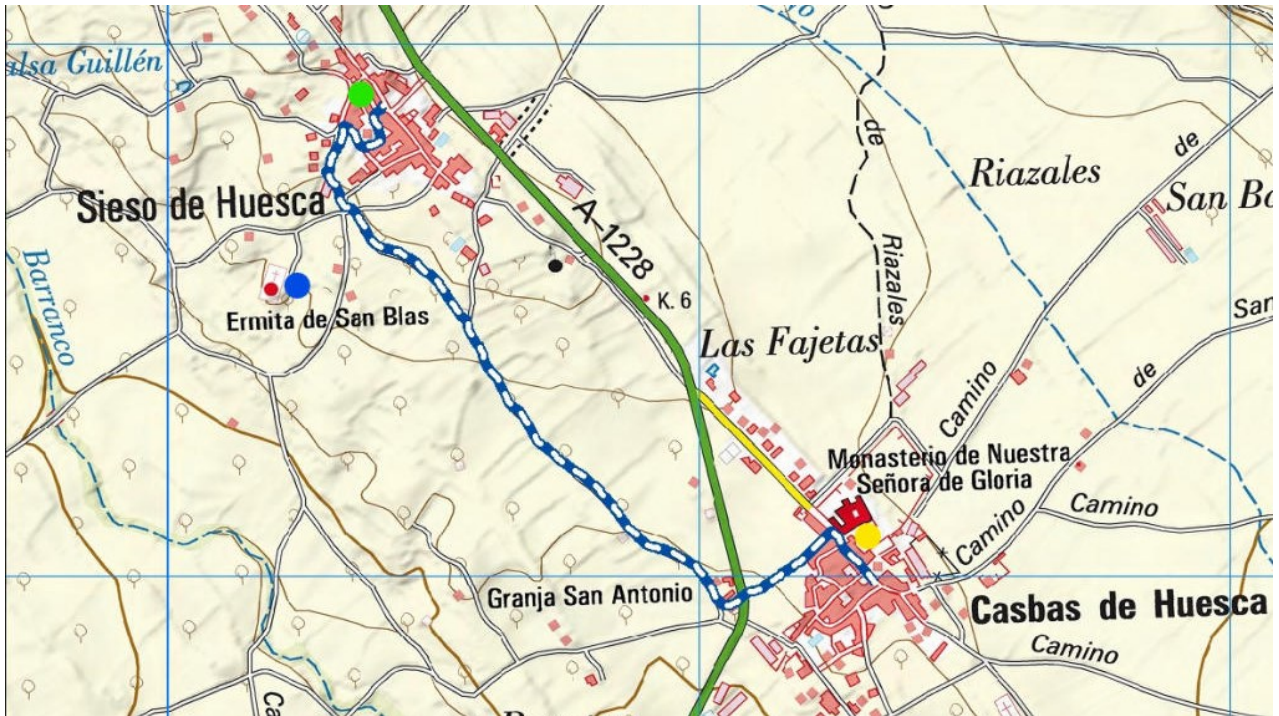 alsa Guillén
Sieso de Huesca
Barranco
Ermita de San Blas
A-1228
K. 6
de
Riazales
Riazales
de
San Ba
San
de
Las Fajetas
Camino
Monasterio de Nuestra
Señora de Gloria
Camino
Camino
Granja San Antonio
Casbas de Huesca
Camino
Ca